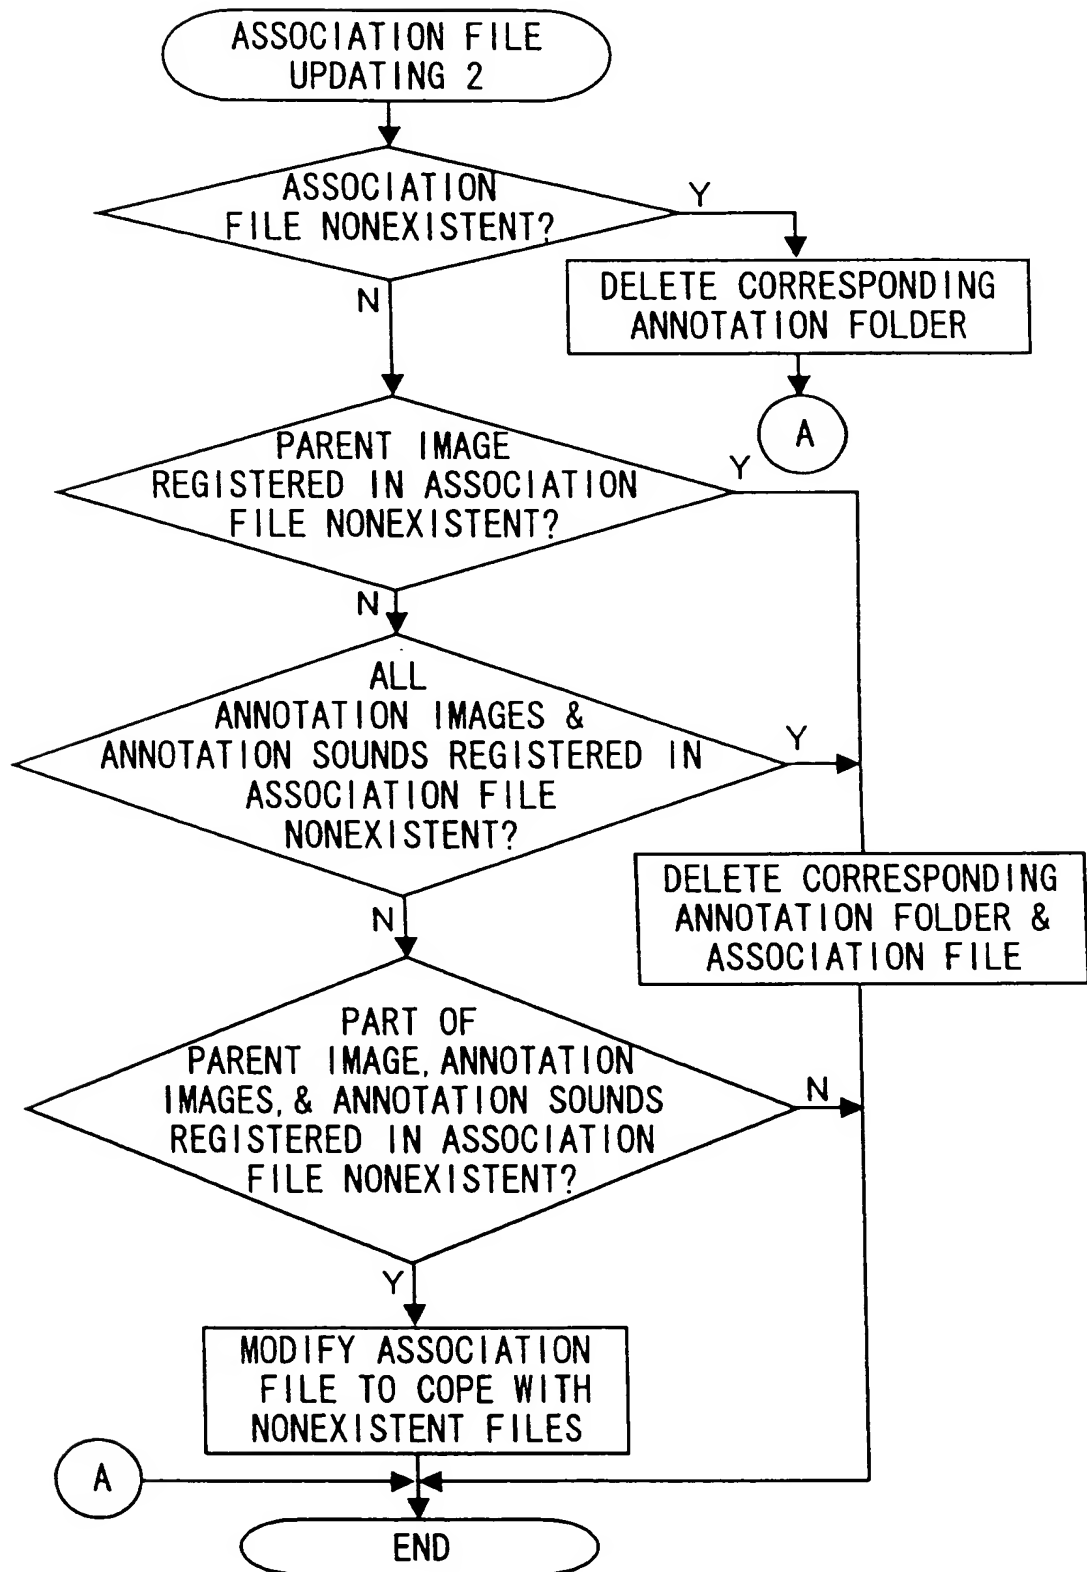 ASSOCIATION FILE
UPDATING 2
ASSOCIATION
FILE NONEXISTENT?
Y
N
DELETE CORRESPONDING
ANNOTATION FOLDER
A
PARENT IMAGE
REGISTERED IN ASSOCIATION
FILE NONEXISTENT?
Y
N
ALL
ANNOTATION IMAGES &
ANNOTATION SOUNDS REGISTERED IN
ASSOCIATION FILE
NONEXISTENT?
Y
N
DELETE CORRESPONDING
ANNOTATION FOLDER &
ASSOCIATION FILE
PART OF
PARENT IMAGE, ANNOTATION
IMAGES, & ANNOTATION SOUNDS
REGISTERED IN ASSOCIATION
FILE NONEXISTENT?
N
Y
MODIFY ASSOCIATION
FILE TO COPE WITH
NONEXISTENT FILES
A
END